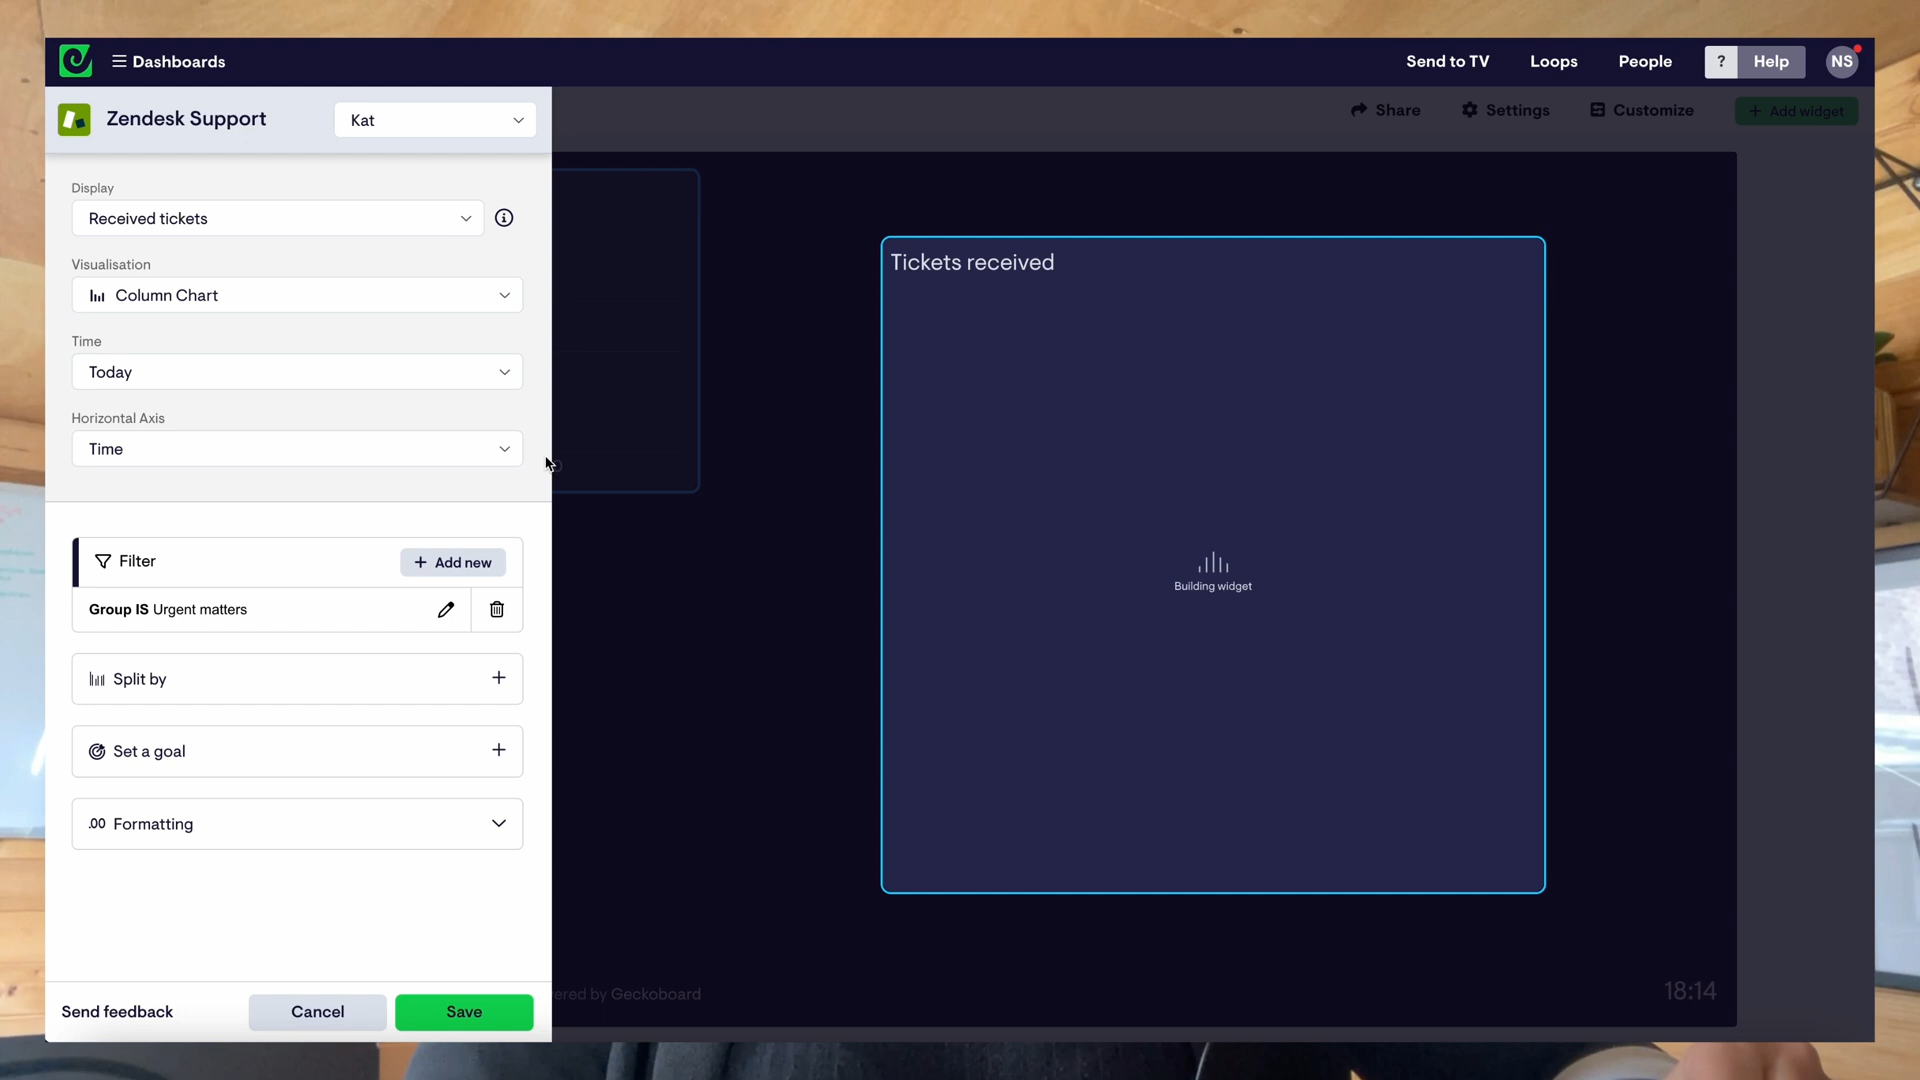 Dashboards
Send to TV
Loops
People
? Help
NS
Zendesk Support
Kat
Share
Settings
Customize
+ Add widget
Display
Received tickets
Visualisation
Column Chart
Time
Today
Horizontal Axis
Time
Filter
+ Add new
Group IS Urgent matters
Split by
Set a goal
.00 Formatting
Send feedback
Cancel
Save
Tickets received
Building widget
by Geckoboard
18:14